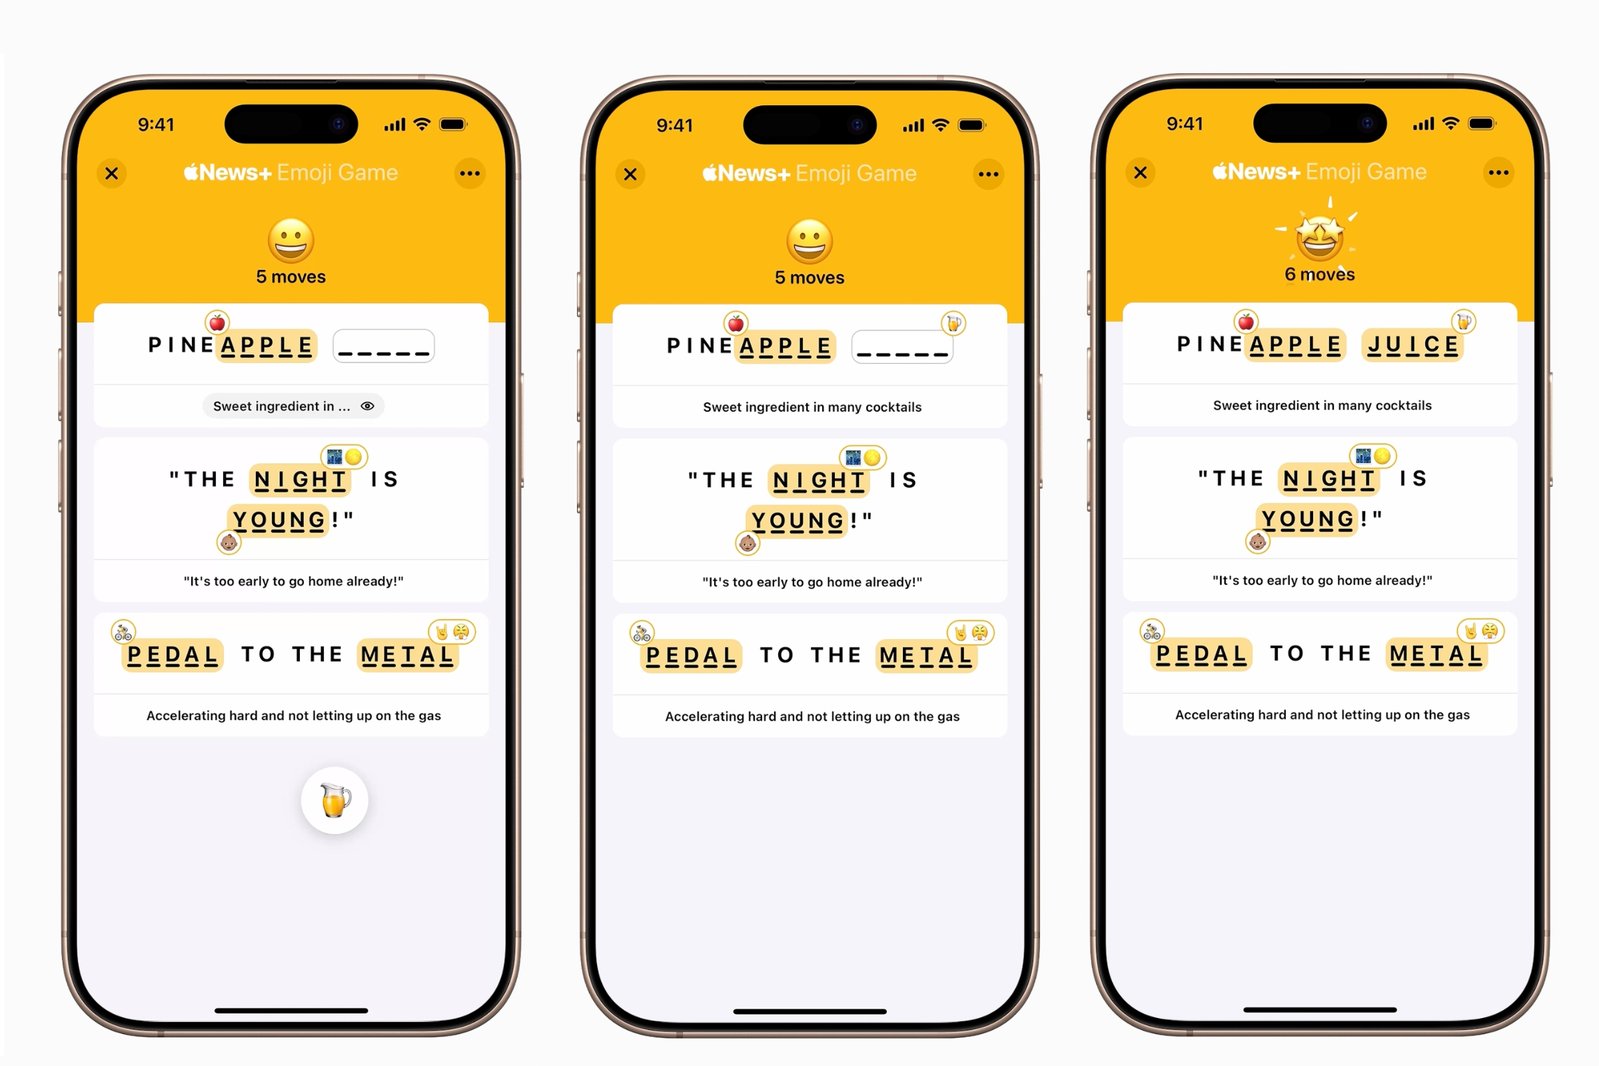 9:41
News+ Emoji Game
5 moves
PINEAPPLE _____
Sweet ingredient in ...
"THE NIGHT IS
YOUNG!"
"It's too early to go home already!"
PEDAL TO THE METAL
Accelerating hard and not letting up on the gas
9:41
News+ Emoji Game
5 moves
PINEAPPLE _____
Sweet ingredient in many cocktails
"THE NIGHT IS
YOUNG!"
"It's too early to go home already!"
PEDAL TO THE METAL
Accelerating hard and not letting up on the gas
9:41
News+ Emoji Game
6 moves
PINEAPPLE JUICE
Sweet ingredient in many cocktails
"THE NIGHT IS
YOUNG!"
"It's too early to go home already!"
PEDAL TO THE METAL
Accelerating hard and not letting up on the gas